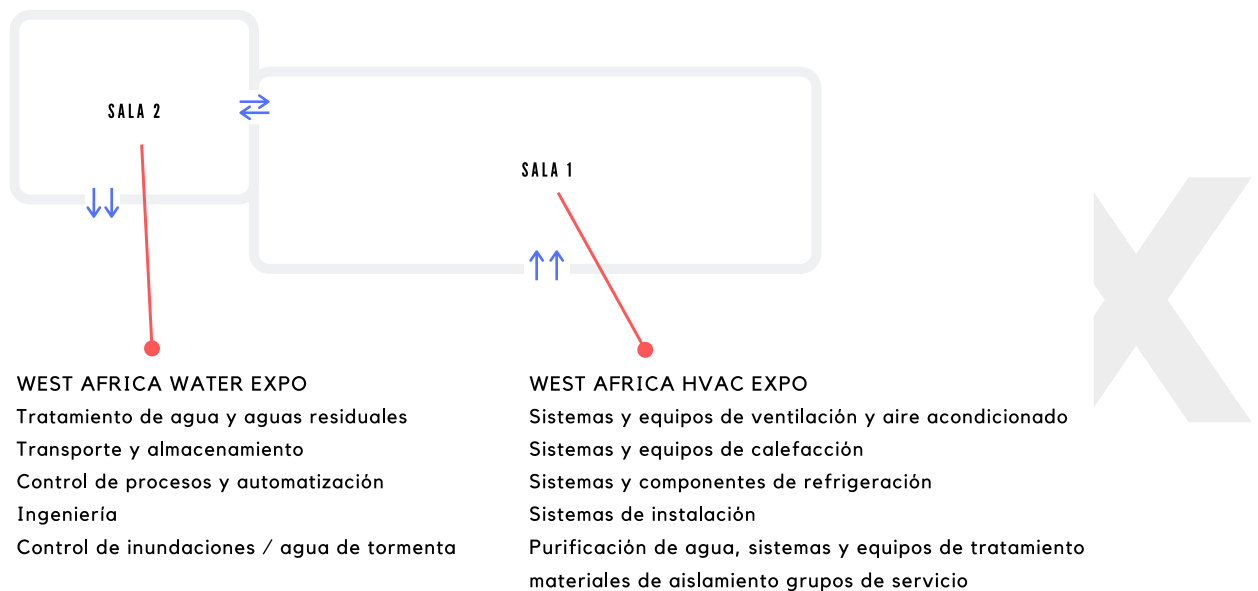 SALA 2
SALA 1
WEST AFRICA WATER EXPO
Tratamiento de agua y aguas residuales
Transporte y almacenamiento
Control de procesos y automatización
Ingeniería
Control de inundaciones / agua de tormenta
WEST AFRICA HVAC EXPO
Sistemas y equipos de ventilación y aire acondicionado
Sistemas y equipos de calefacción
Sistemas y componentes de refrigeración
Sistemas de instalación
Purificación de agua, sistemas y equipos de tratamiento
materiales de aislamiento grupos de servicio